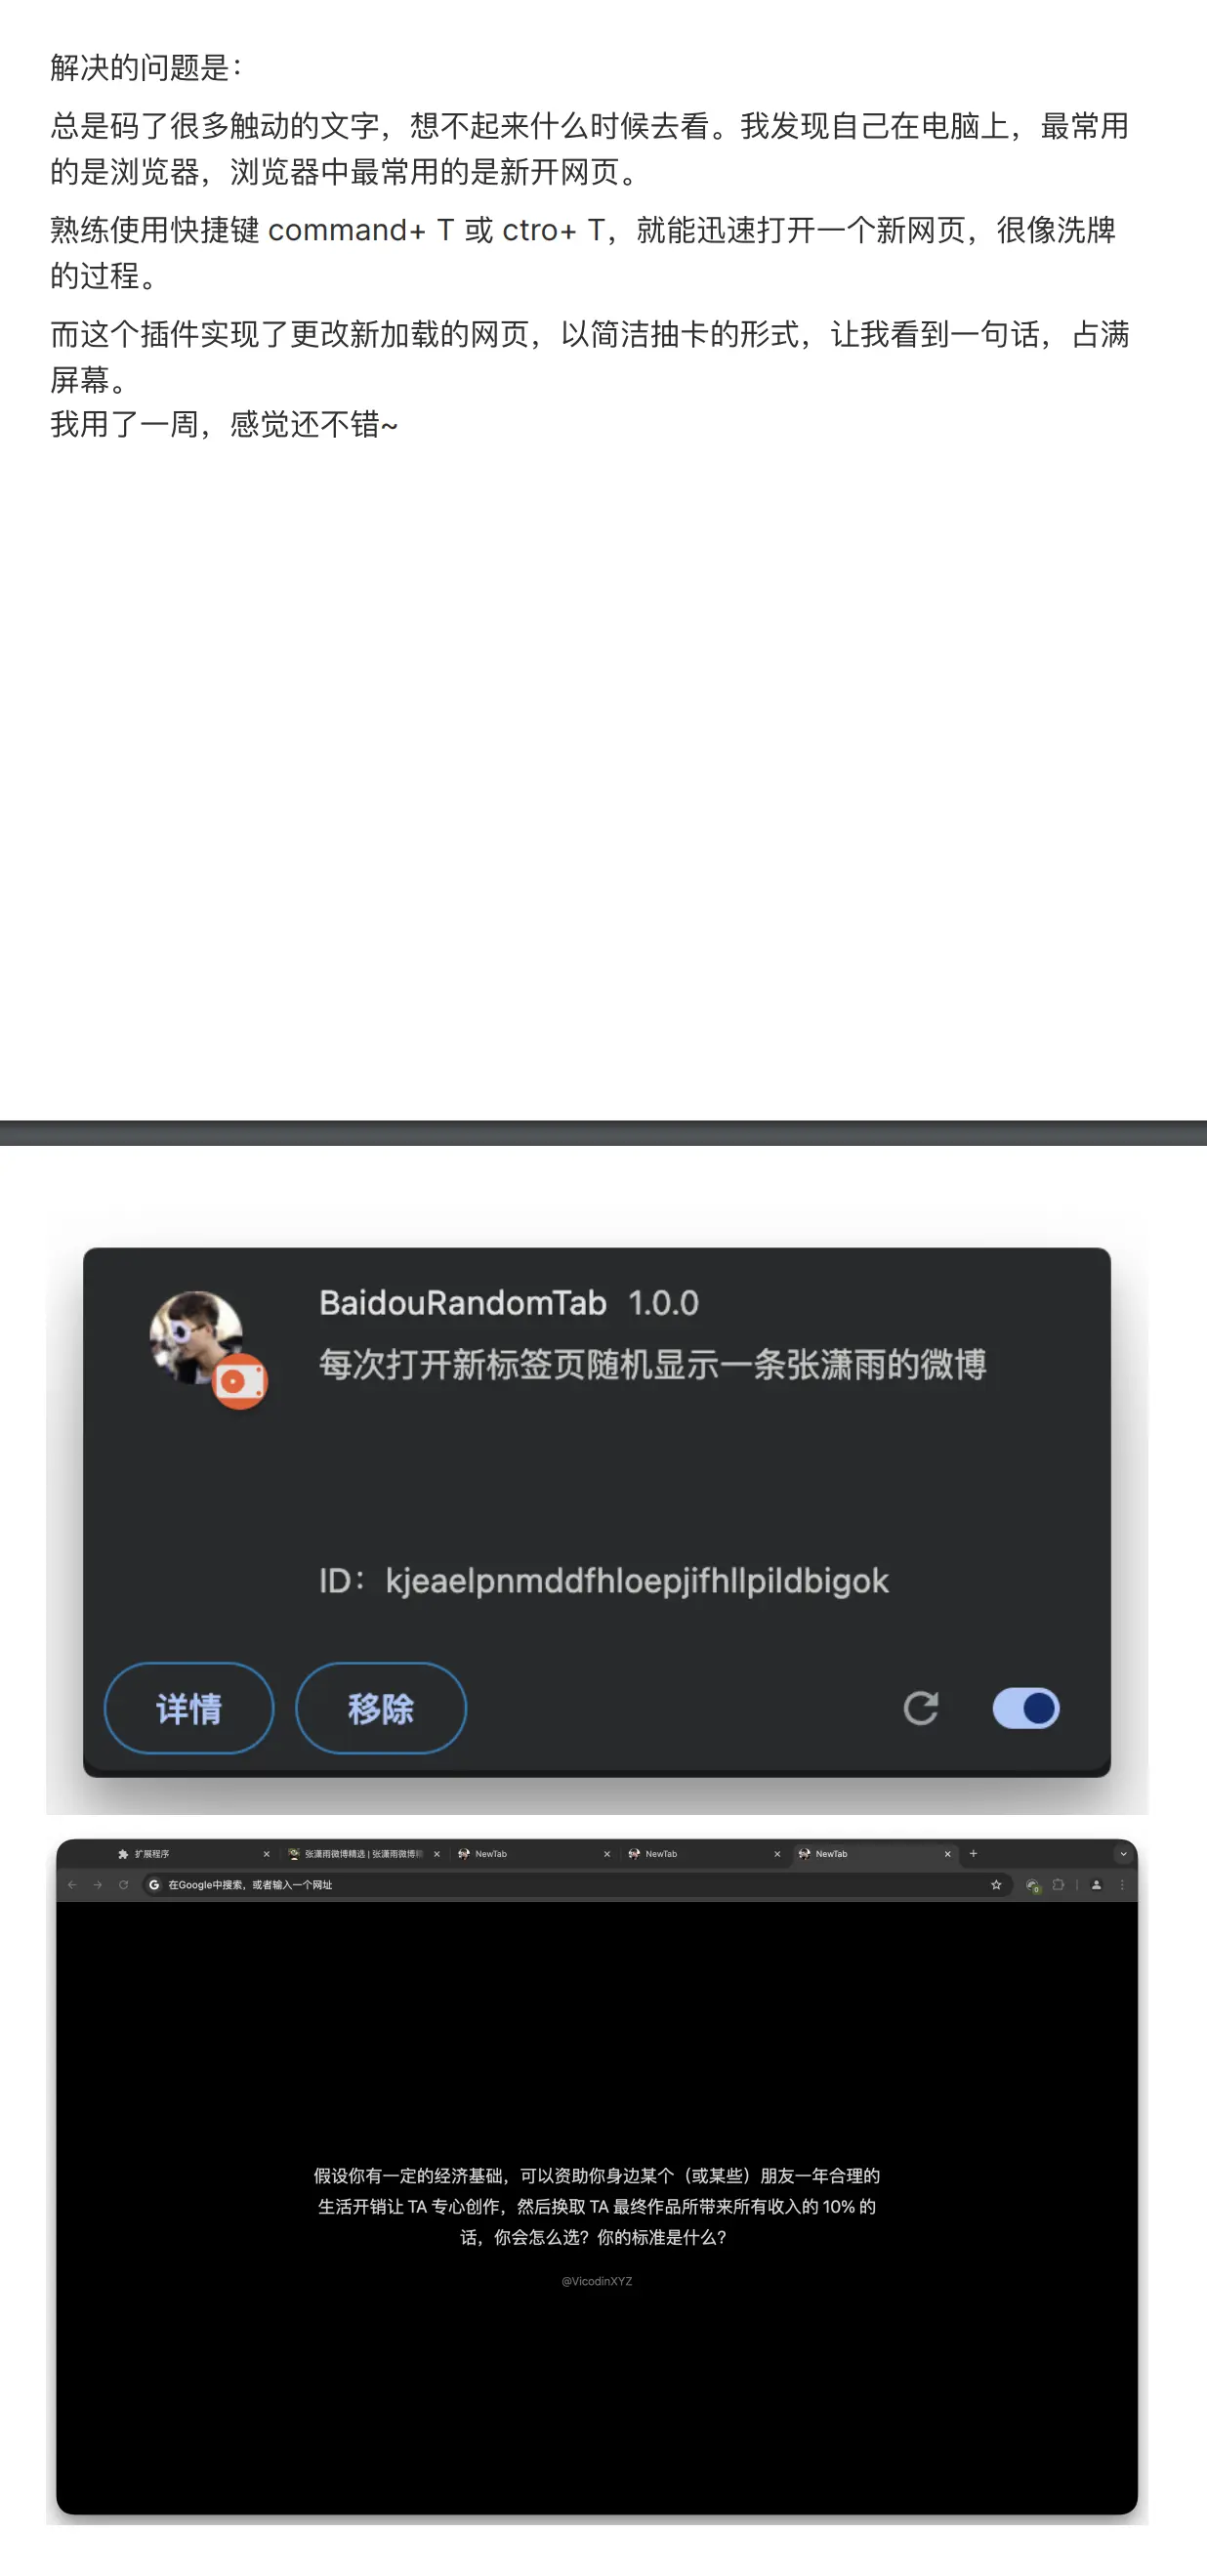 解决的问题是：
总是码了很多触动的文字，想不起来什么时候去看。我发现自己在电脑上，最常用
的是浏览器，浏览器中最常用的是新开网页。
熟练使用快捷键 command+ T 或 ctro+ T，就能迅速打开一个新网页，很像洗牌
的过程。
而这个插件实现了更改新加载的网页，以简洁抽卡的形式，让我看到一句话，占满
屏幕。
我用了一周，感觉还不错~
BaidouRandomTab 1.0.0
每次打开新标签页随机显示一条张潇雨的微博
ID：kjeaelpnmddfhloepjifhllpildbigok
详情 移除
扩展程序 张潇雨微博精选 | 张潇雨微博 NewTab NewTab NewTab
在Google中搜索，或者输入一个网址
假设你有一定的经济基础，可以资助你身边某个（或某些）朋友一年合理的
生活开销让 TA 专心创作，然后换取 TA 最终作品所带来所有收入的 10% 的
话，你会怎么选？你的标准是什么？
@VicodinXYZ